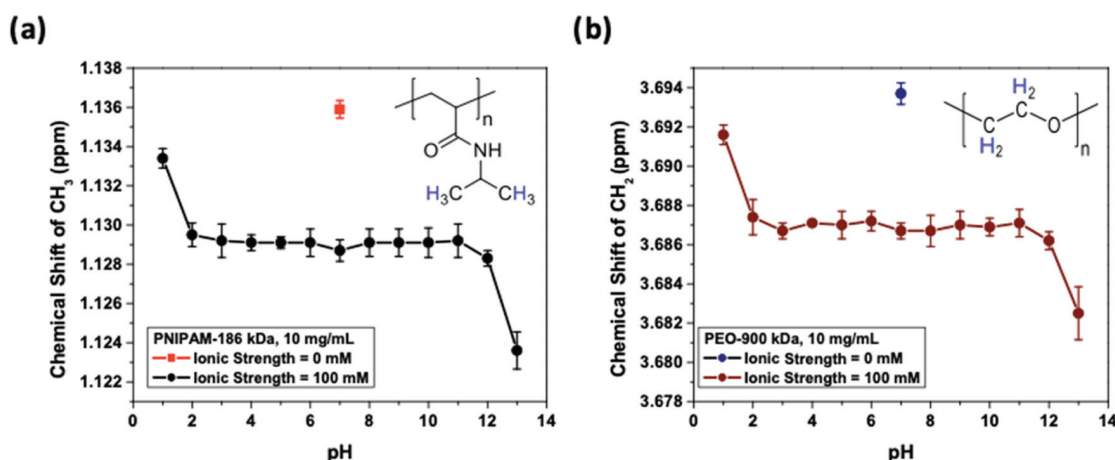 (a)
Chemical Shift of CH3 (ppm)
1.138
1.136
1.134
1.132
1.130
1.128
1.126
1.124
1.122
n
O
NH
H3C
CH3
PNIPAM-186 kDa, 10 mg/mL
Ionic Strength = 0 mM
Ionic Strength = 100 mM
0 2 4 6 8 10 12 14
pH
(b)
Chemical Shift of CH2 (ppm)
3.694
3.692
3.690
3.688
3.686
3.684
3.682
3.680
3.678
H2
C
C
O
n
H2
PEO-900 kDa, 10 mg/mL
Ionic Strength = 0 mM
Ionic Strength = 100 mM
0 2 4 6 8 10 12 14
pH